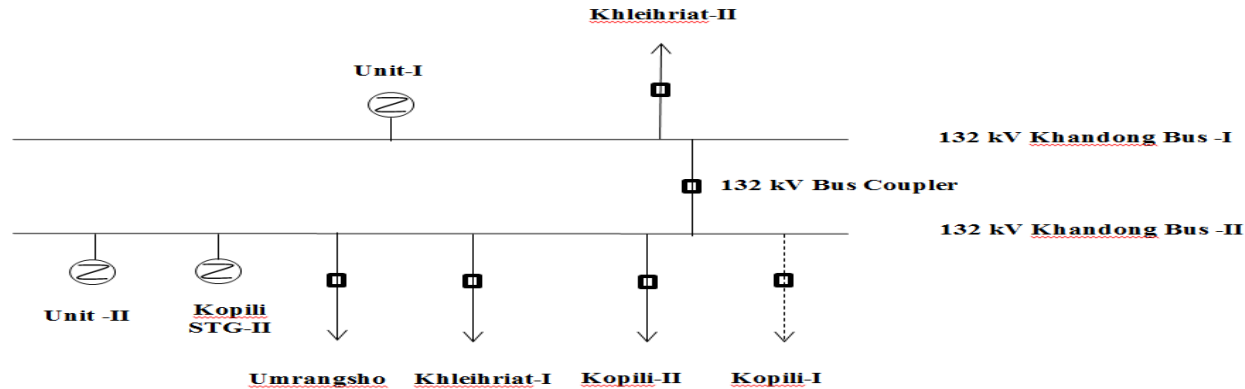 Khleihriat-II
Unit-I
132 kV Khandong Bus -I
132 kV Bus Coupler
132 kV Khandong Bus -II
Unit -II
Kopili
STG-II
Umrangsho
Khleihriat-I
Kopili-II
Kopili-I